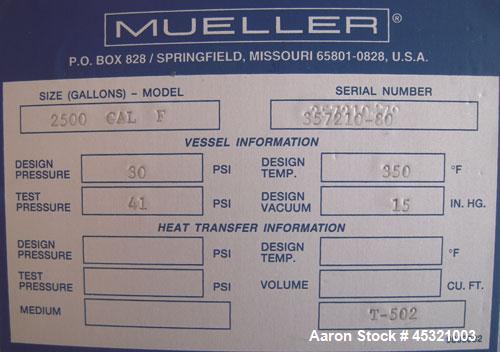 MUELLER®
P.O. BOX 828 / SPRINGFIELD, MISSOURI 65801-0828, U.S.A.
SIZE (GALLONS) – MODEL SERIAL NUMBER
2500 GAL F 357210-80
VESSEL INFORMATION
DESIGN PRESSURE 30 PSI DESIGN TEMP. 350 °F
TEST PRESSURE 41 PSI DESIGN VACUUM 15 IN. HG.
HEAT TRANSFER INFORMATION
DESIGN PRESSURE PSI DESIGN TEMP. °F
TEST PRESSURE PSI VOLUME CU. FT.
MEDIUM T-502
Aaron Stock # 45321003